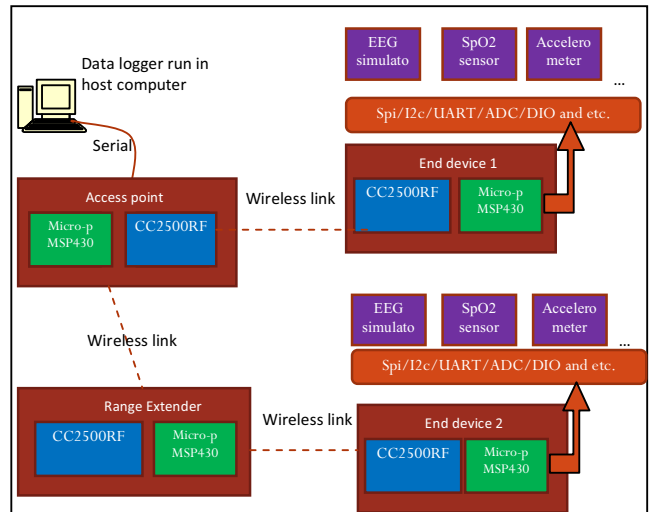 EEG
simulato
SpO2
sensor
Accelero
meter
...
Data logger run in
host computer
Spi/I2c/UART/ADC/DIO and etc.
Serial
End device 1
CC2500RF
Micro-p
MSP430
Access point
Micro-p
MSP430
CC2500RF
Wireless link
EEG
simulato
SpO2
sensor
Accelero
meter
...
Wireless link
Spi/I2c/UART/ADC/DIO and etc.
Range Extender
CC2500RF
Micro-p
MSP430
Wireless link
End device 2
CC2500RF
Micro-p
MSP430